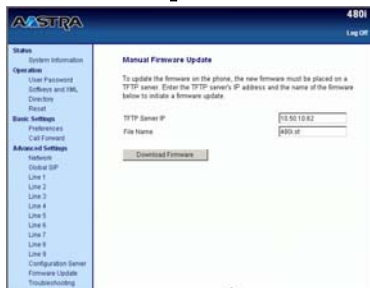 AASTRA
480i
Log Off
Status
System Information
Operation
User Password
Softkeys and XML
Directory
Reset
Basic Settings
Preferences
Call Forward
Advanced Settings
Network
Global SIP
Line 1
Line 2
Line 3
Line 4
Line 5
Line 6
Line 7
Line 8
Line 9
Configuration Server
Firmware Update
Troubleshooting
Manual Firmware Update
To update the firmware on the phone, the new firmware must be placed on a
TFTP server. Enter the TFTP server's IP address and the name of the firmware
below to initiate a firmware update.
TFTP Server IP
10.50.10.62
File Name
480i.st
Download Firmware